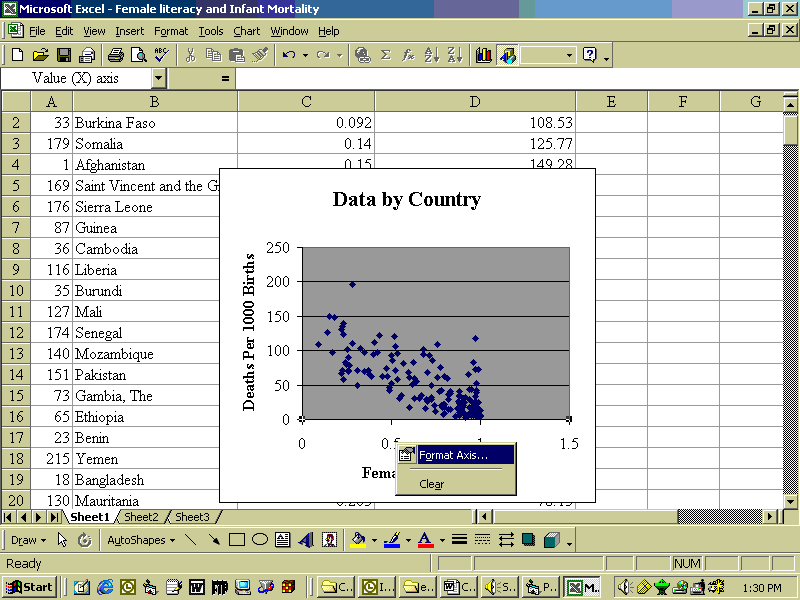 Microsoft Excel - Female literacy and Infant Mortality
File Edit View Insert Format Tools Chart Window Help
Value (X) axis =
A B C D E F G
2 33 Burkina Faso 0.092 108.53
3 179 Somalia 0.14 125.77
4 1 Afghanistan 0.15 149.28
5 169 Saint Vincent and the G
6 176 Sierra Leone
7 87 Guinea
8 36 Cambodia
9 116 Liberia
10 35 Burundi
11 127 Mali
12 174 Senegal
13 140 Mozambique
14 151 Pakistan
15 73 Gambia, The
16 65 Ethiopia
17 23 Benin
18 215 Yemen
19 18 Bangladesh
20 130 Mauritania
Data by Country
Deaths Per 1000 Births
250
200
150
100
50
0
0 0.5 1 1.5
Fema
Format Axis...
Clear
Sheet1 Sheet2 Sheet3
Draw AutoShapes
Ready NUM
Start C.. I... e.. C.. S.. P.. M.. 1:30 PM